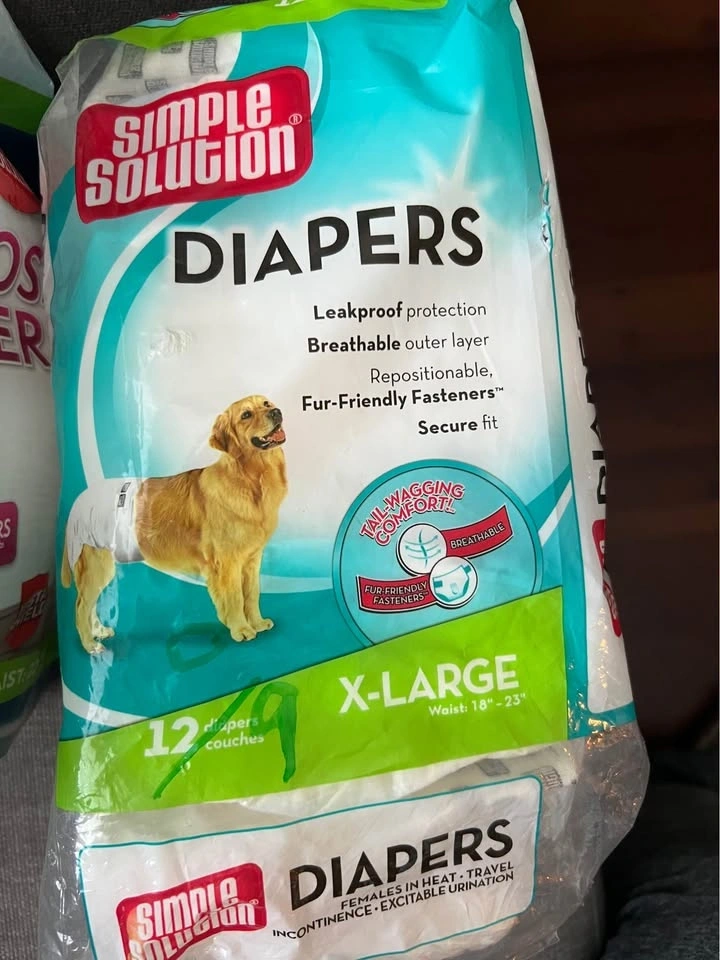 SIMPLE
SOLUTION®
DIAPERS
Leakproof protection
Breathable outer layer
Repositionable,
Fur-Friendly Fasteners™
Secure fit
TAIL-WAGGING
COMFORT!
BREATHABLE
FUR-FRIENDLY
FASTENERS™
X-LARGE
Waist: 18" - 23"
12 diapers
couches
9
SIMPLE
SOLUTION
DIAPERS
FEMALES IN HEAT • TRAVEL
INCONTINENCE • EXCITABLE URINATION